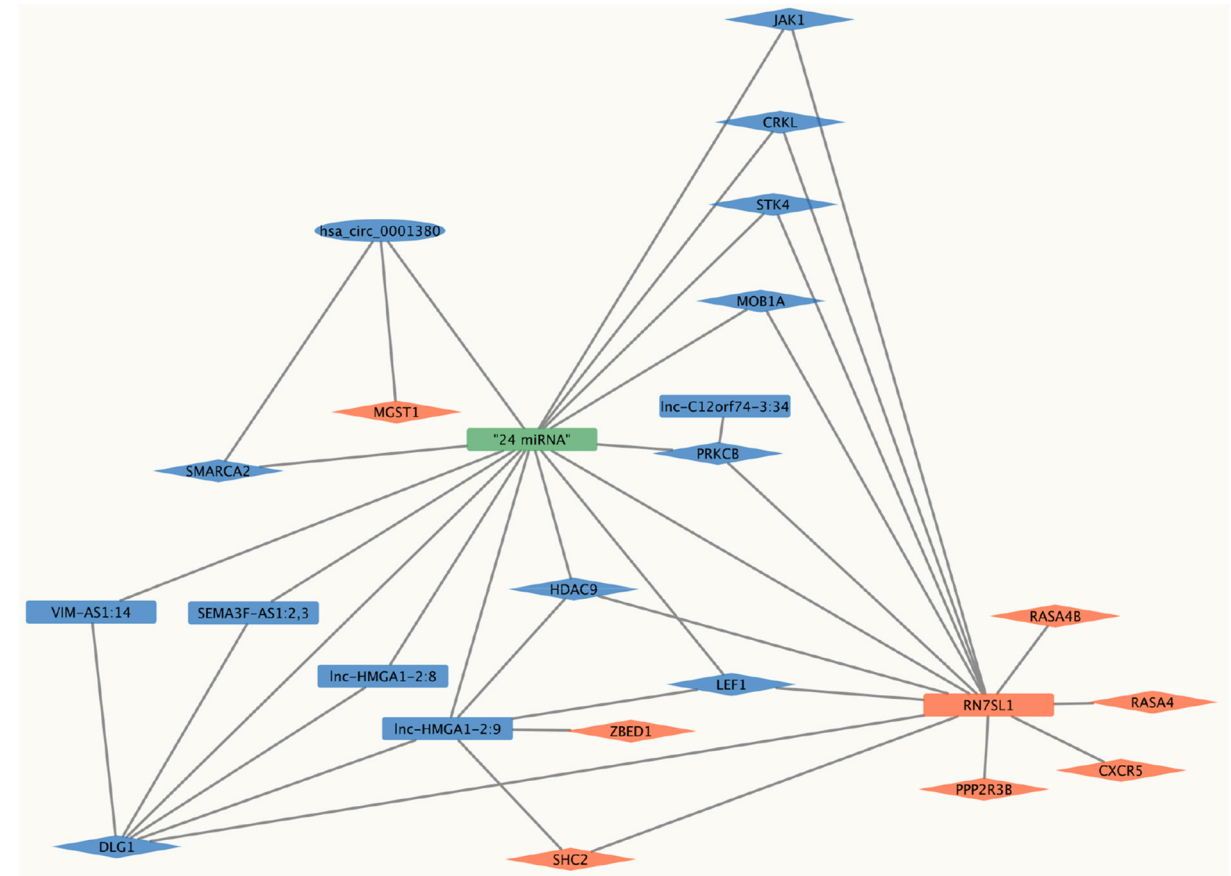 JAK1
CRKL
STK4
hsa_circ_0001380
MOB1A
lnc-C12orf74-3:34
MGST1
"24 miRNA"
PRKCB
SMARCA2
HDAC9
VIM-AS1:14
SEMA3F-AS1:2,3
RASA4B
lnc-HMGA1-2:8
LEF1
RN7SL1
RASA4
lnc-HMGA1-2:9
ZBED1
CXCR5
PPP2R3B
DLG1
SHC2